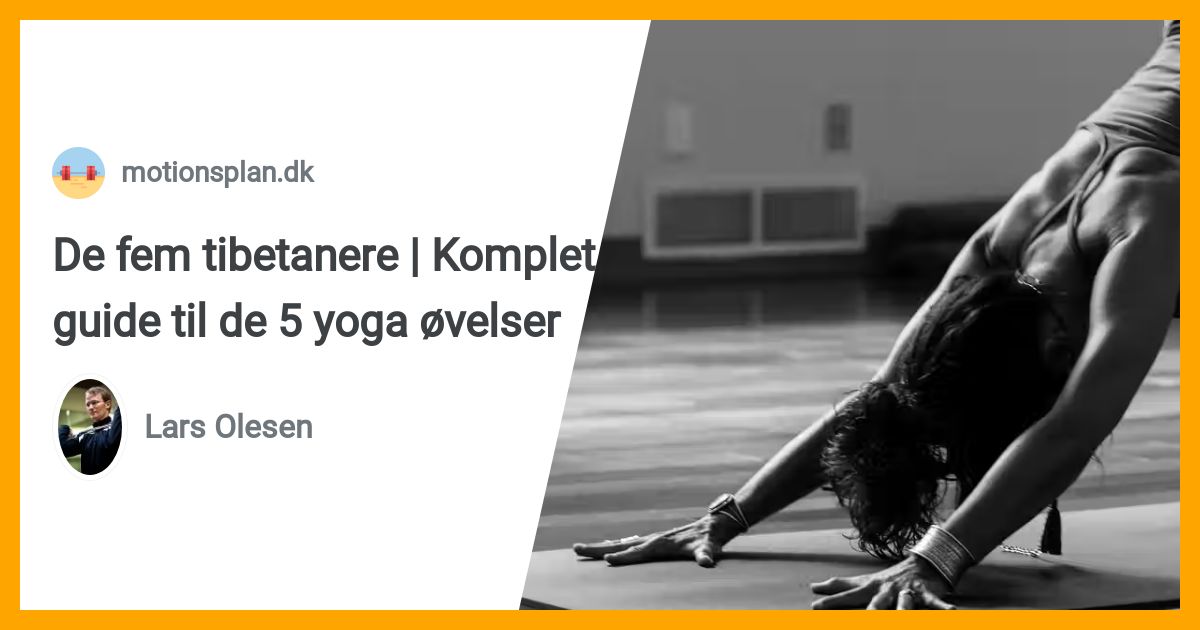 motionsplan.dk
De fem tibetanere | Komplet
guide til de 5 yoga øvelser
Lars Olesen